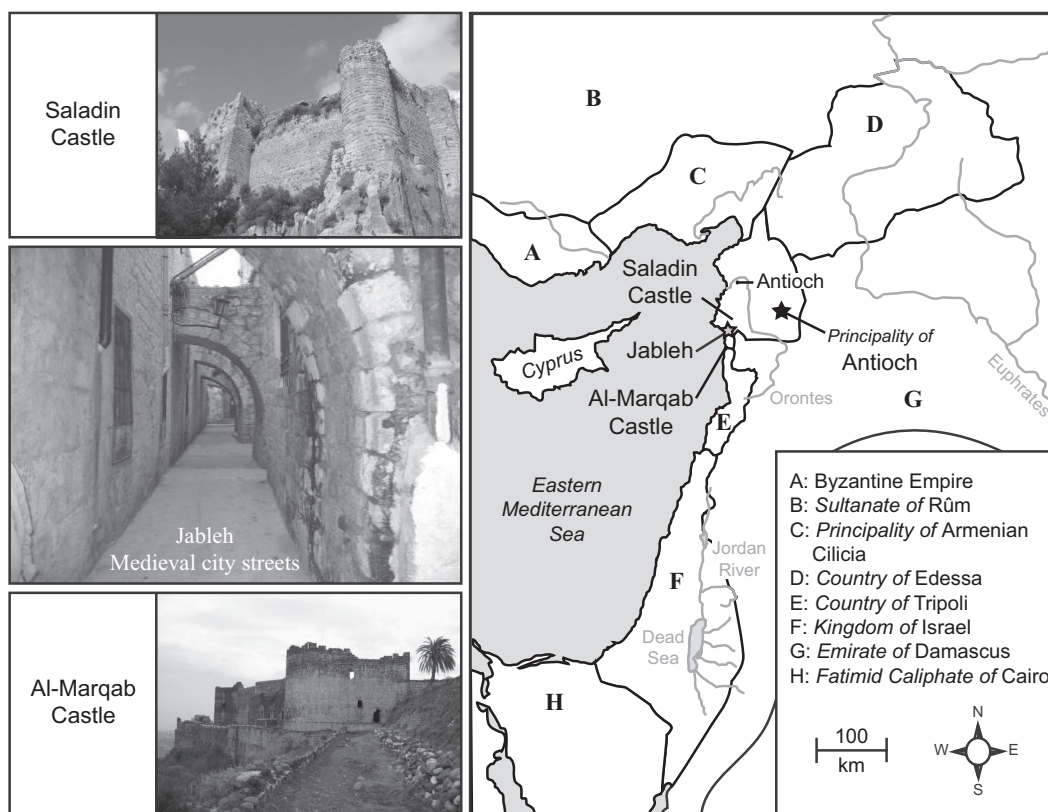 Saladin
Castle
Jableh
Medieval city streets
Al-Marqab
Castle
B
D
C
A
Saladin
Castle
Antioch
Principality of
Antioch
Jableh
Cyprus
Al-Marqab
Castle
Orontes
Euphrates
G
E
Eastern
Mediterranean
Sea
Jordan
River
F
Dead
Sea
H
A: Byzantine Empire
B: Sultanate of Rûm
C: Principality of Armenian
Cilicia
D: Country of Edessa
E: Country of Tripoli
F: Kingdom of Israel
G: Emirate of Damascus
H: Fatimid Caliphate of Cairo
100
km
N
W
E
S